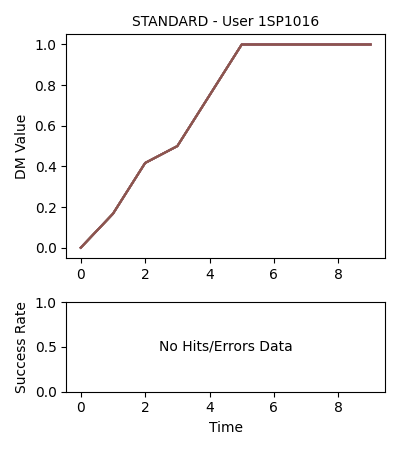 STANDARD - User 1SP1016
DM Value
1.0
0.8
0.6
0.4
0.2
0.0
0 2 4 6 8
Success Rate
1.0
0.5
0.0
No Hits/Errors Data
0 2 4 6 8
Time